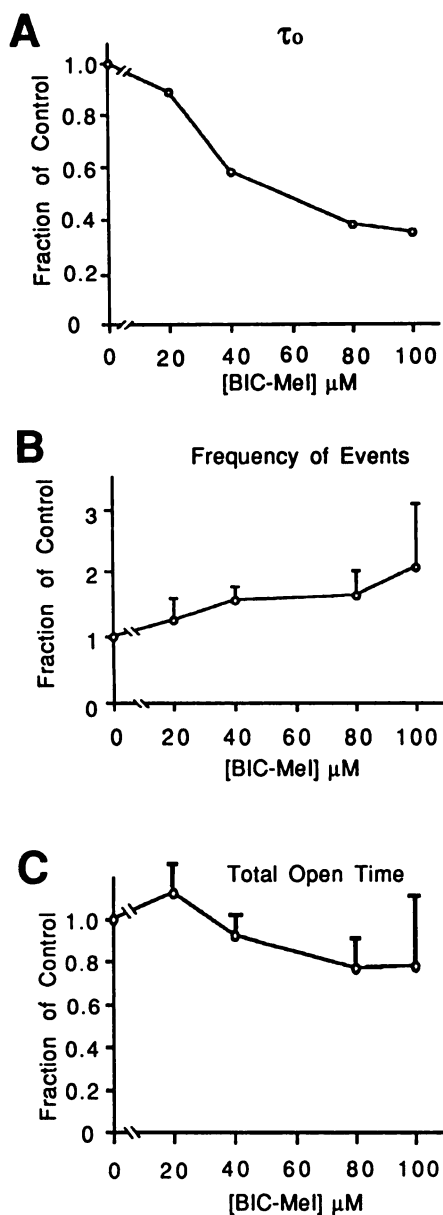 A
τo
Fraction of Control
1.0
0.8
0.6
0.4
0.2
0
0 20 40 60 80 100
[BIC-MeI] μM
B
Frequency of Events
Fraction of Control
3
2
1
0
0 20 40 60 80 100
[BIC-MeI] μM
C
Total Open Time
Fraction of Control
1.0
0.8
0.6
0.4
0.2
0
0 20 40 60 80 100
[BIC-MeI] μM